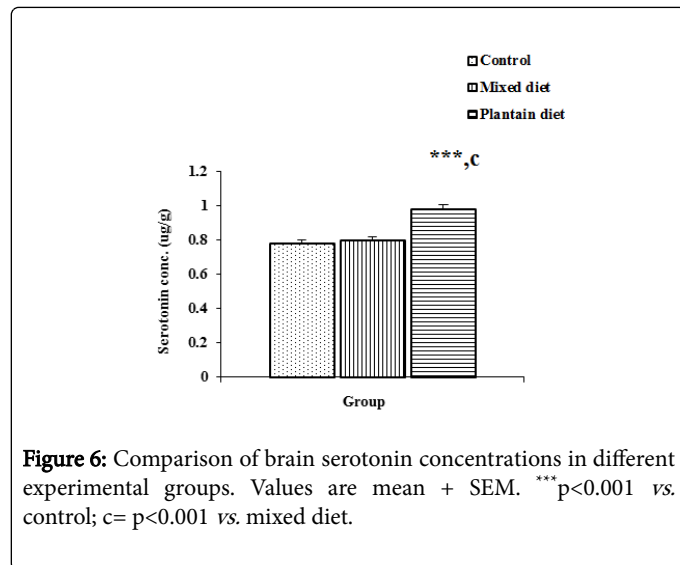 Control
Mixed diet
Plantain diet
***,c
1.2
1
0.8
0.6
0.4
0.2
0
Serotonin conc. (ug/g)
Group
Figure 6: Comparison of brain serotonin concentrations in different
experimental groups. Values are mean + SEM. ***p<0.001 vs.
control; c= p<0.001 vs. mixed diet.